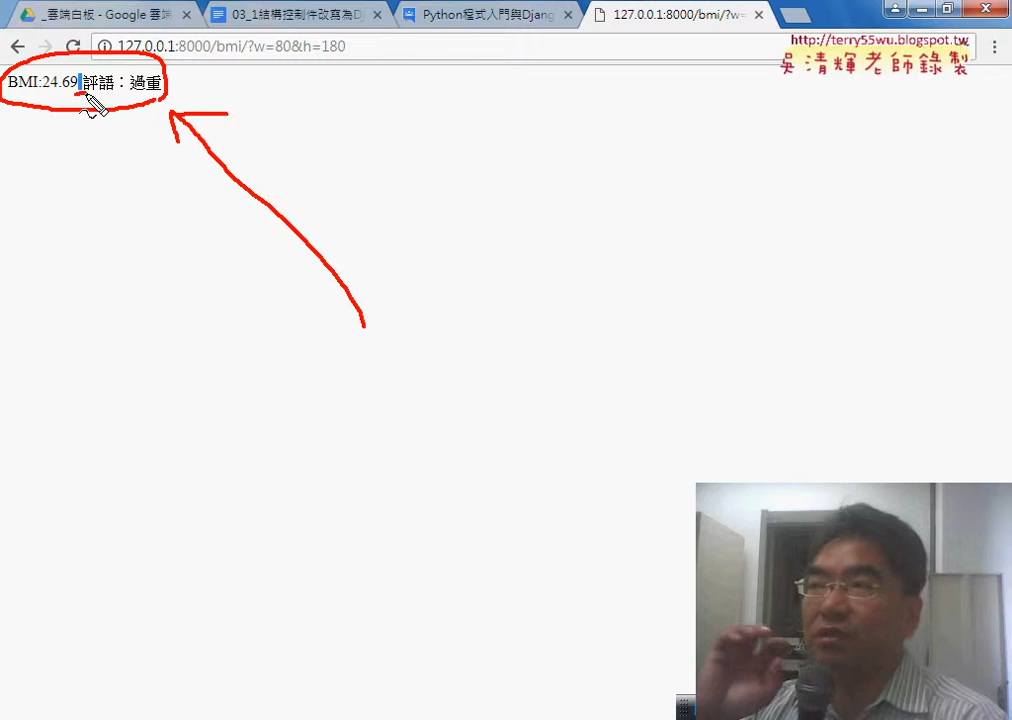 _雲端白板 - Google 雲端
03_1結構控制件改寫為Dj
Python程式入門與Djang
127.0.0.1:8000/bmi/?w=
127.0.0.1:8000/bmi/?w=80&h=180
http://terry55wu.blogspot.tw
吳清輝老師錄製
BMI:24.69 評語：過重